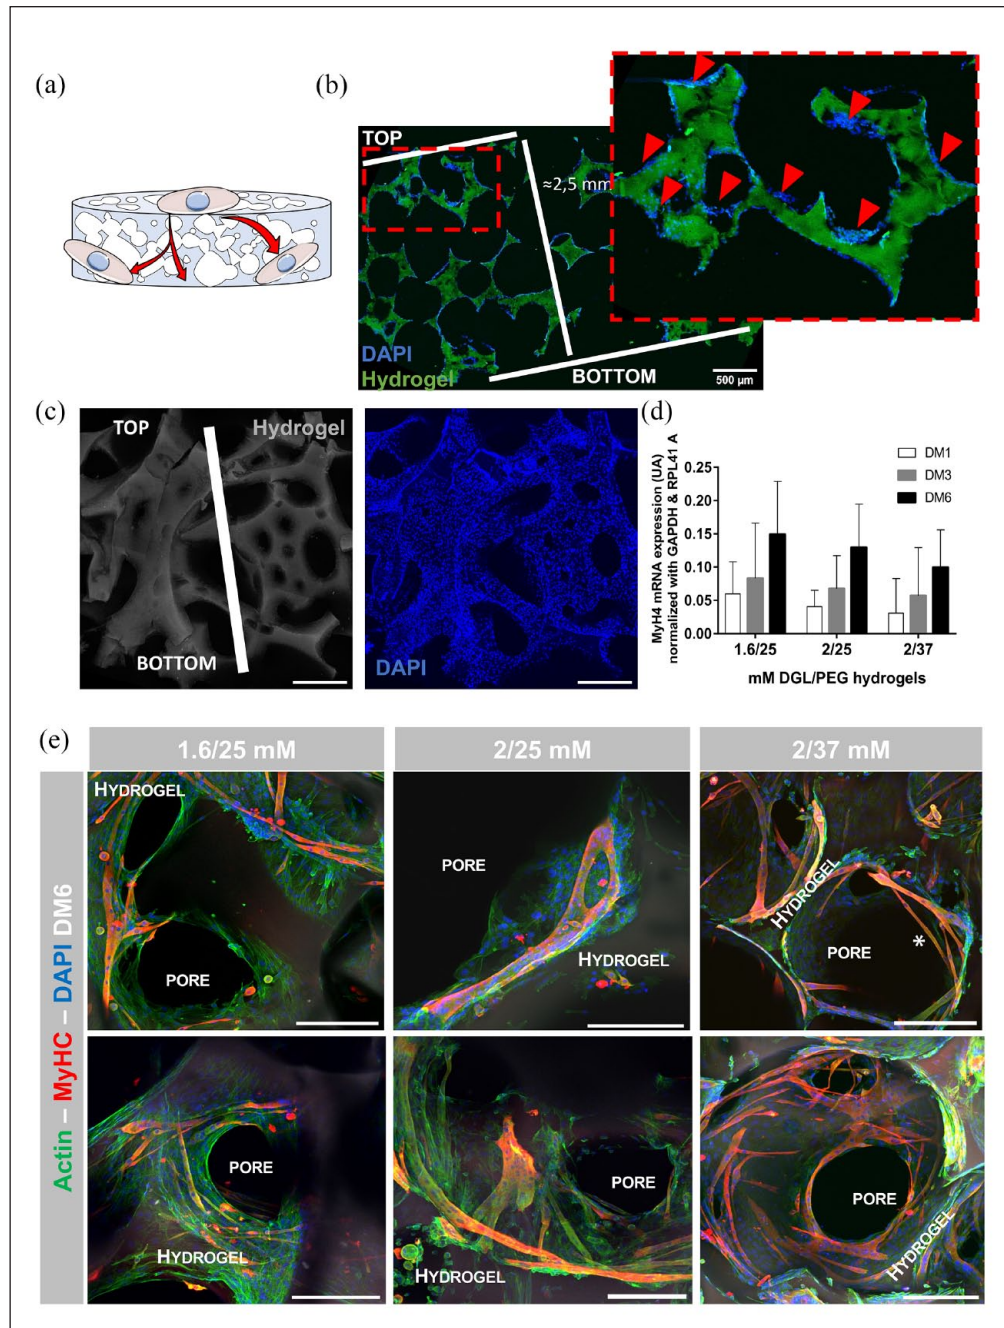 (a)
(b)
TOP
≈2,5 mm
DAPI
Hydrogel
BOTTOM
500 µm
(c)
TOP
Hydrogel
BOTTOM
DAPI
(d)
MyH4 mRNA expression (UA)
normalized with GAPDH & RPL41 A
0.25
0.20
0.15
0.10
0.05
0.00
DM1
DM3
DM6
1.6/25
2/25
2/37
mM DGL/PEG hydrogels
(e)
1.6/25 mM
2/25 mM
2/37 mM
Actin – MyHC – DAPI DM6
HYDROGEL
PORE
PORE
HYDROGEL
HYDROGEL
PORE
*
PORE
HYDROGEL
PORE
HYDROGEL
PORE
HYDROGEL